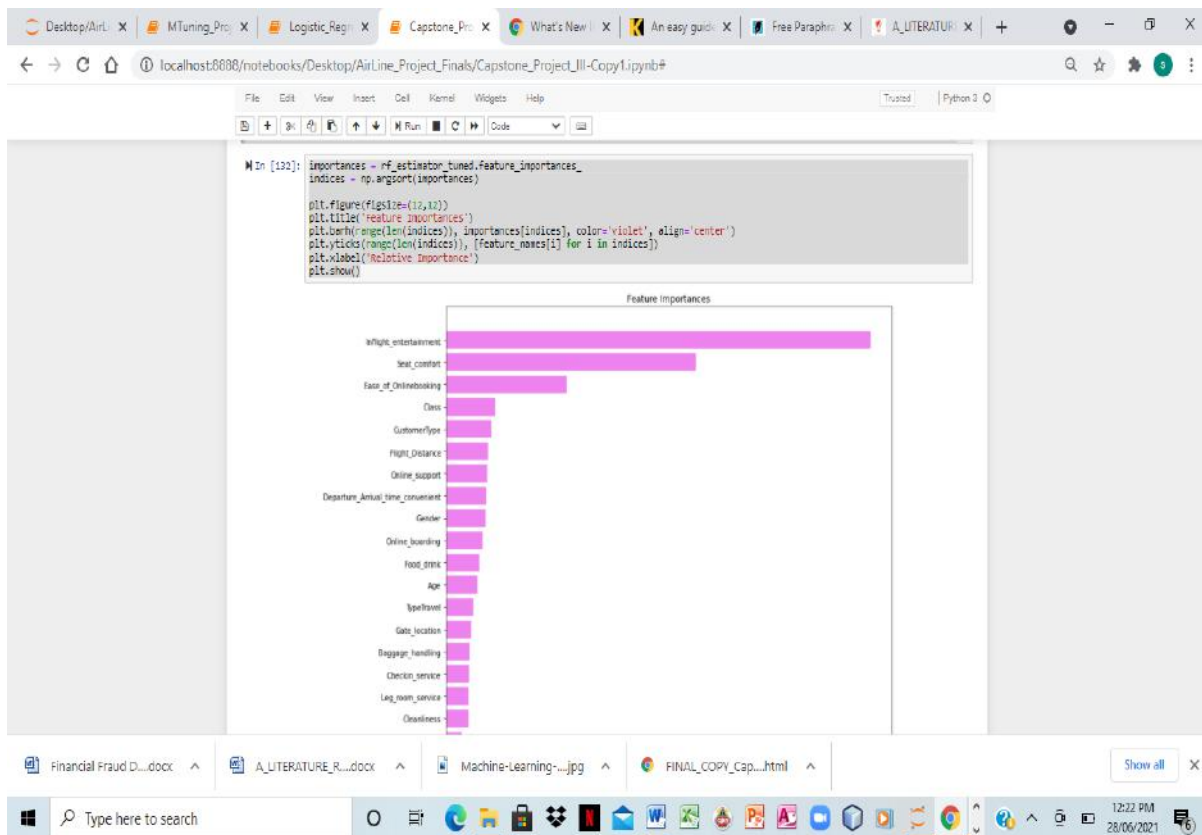 Desktop/AirL
MTuning_Proj
Logistic_Regr
Capstone_Pro
What's New I
An easy guide
Free Paraphra
A_LITERATUR
localhost:8888/notebooks/Desktop/AirLine_Project_Finals/Capstone_Project_III-Copy1.ipynb#
File Edit View Insert Cell Kernel Widgets Help
Trusted
Python 3
Run
Code
In [132]:
importances = rf_estimator_tuned.feature_importances_
indices = np.argsort(importances)
plt.figure(figsize=(12,12))
plt.title('Feature Importances')
plt.barh(range(len(indices)), importances[indices], color='violet', align='center')
plt.yticks(range(len(indices)), [feature_names[i] for i in indices])
plt.xlabel('Relative Importance')
plt.show()
Feature Importances
Inflight_entertainment
Seat_comfort
Ease_of_Onlinebooking
Class
CustomerType
Flight_Distance
Online_support
Departure_Arrival_time_convenient
Gender
Online_boarding
Food_drink
Age
TypeTravel
Gate_location
Baggage_handling
Checkin_service
Leg_room_service
Cleanliness
Financial Fraud D....docx
A_LITERATURE_R....docx
Machine-Learning-....jpg
FINAL_COPY_Cap....html
Show all
Type here to search
12:22 PM
28/06/2021